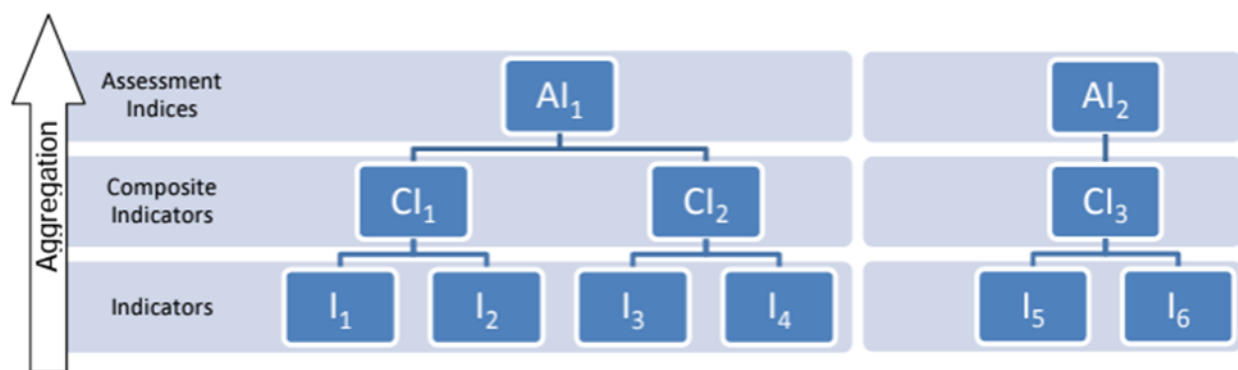 Aggregation
Assessment
Indices
AI₁
AI₂
Composite
Indicators
CI₁
CI₂
CI₃
Indicators
I₁
I₂
I₃
I₄
I₅
I₆